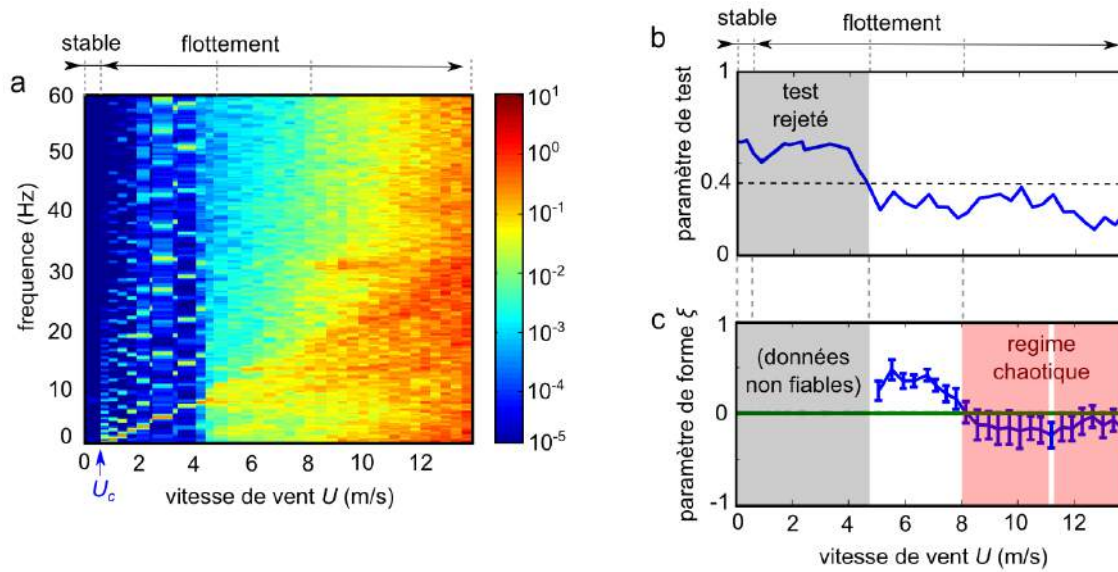 stable
flottement
a
60
50
40
30
20
10
0
frequence (Hz)
0 2 4 6 8 10 12
U_c
vitesse de vent U (m/s)
10^1
10^0
10^-1
10^-2
10^-3
10^-4
10^-5
b
stable
flottement
1
0.4
0
paramètre de test
test
rejeté
c
1
0
-1
paramètre de forme ξ
(données
non fiables)
regime
chaotique
0 2 4 6 8 10 12
vitesse de vent U (m/s)